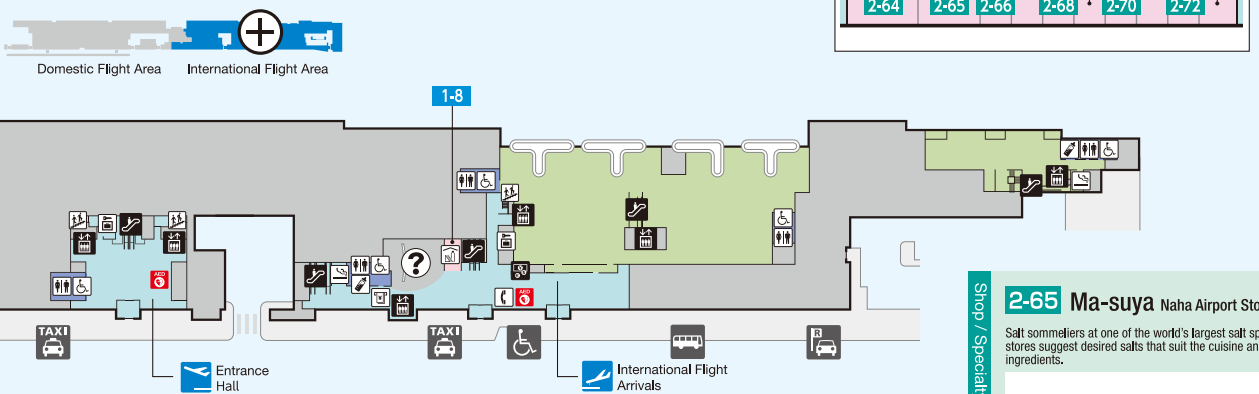 2-64 2-65 2-66 2-68 2-70 2-72
Domestic Flight Area International Flight Area
1-8
?
AED
AED
TAXI
TAXI
R
Entrance
Hall
International Flight
Arrivals
Shop / Specialt
2-65 Ma-suya Naha Airport Sto
Salt sommeliers at one of the world's largest salt sp
stores suggest desired salts that suit the cuisine an
ingredients.